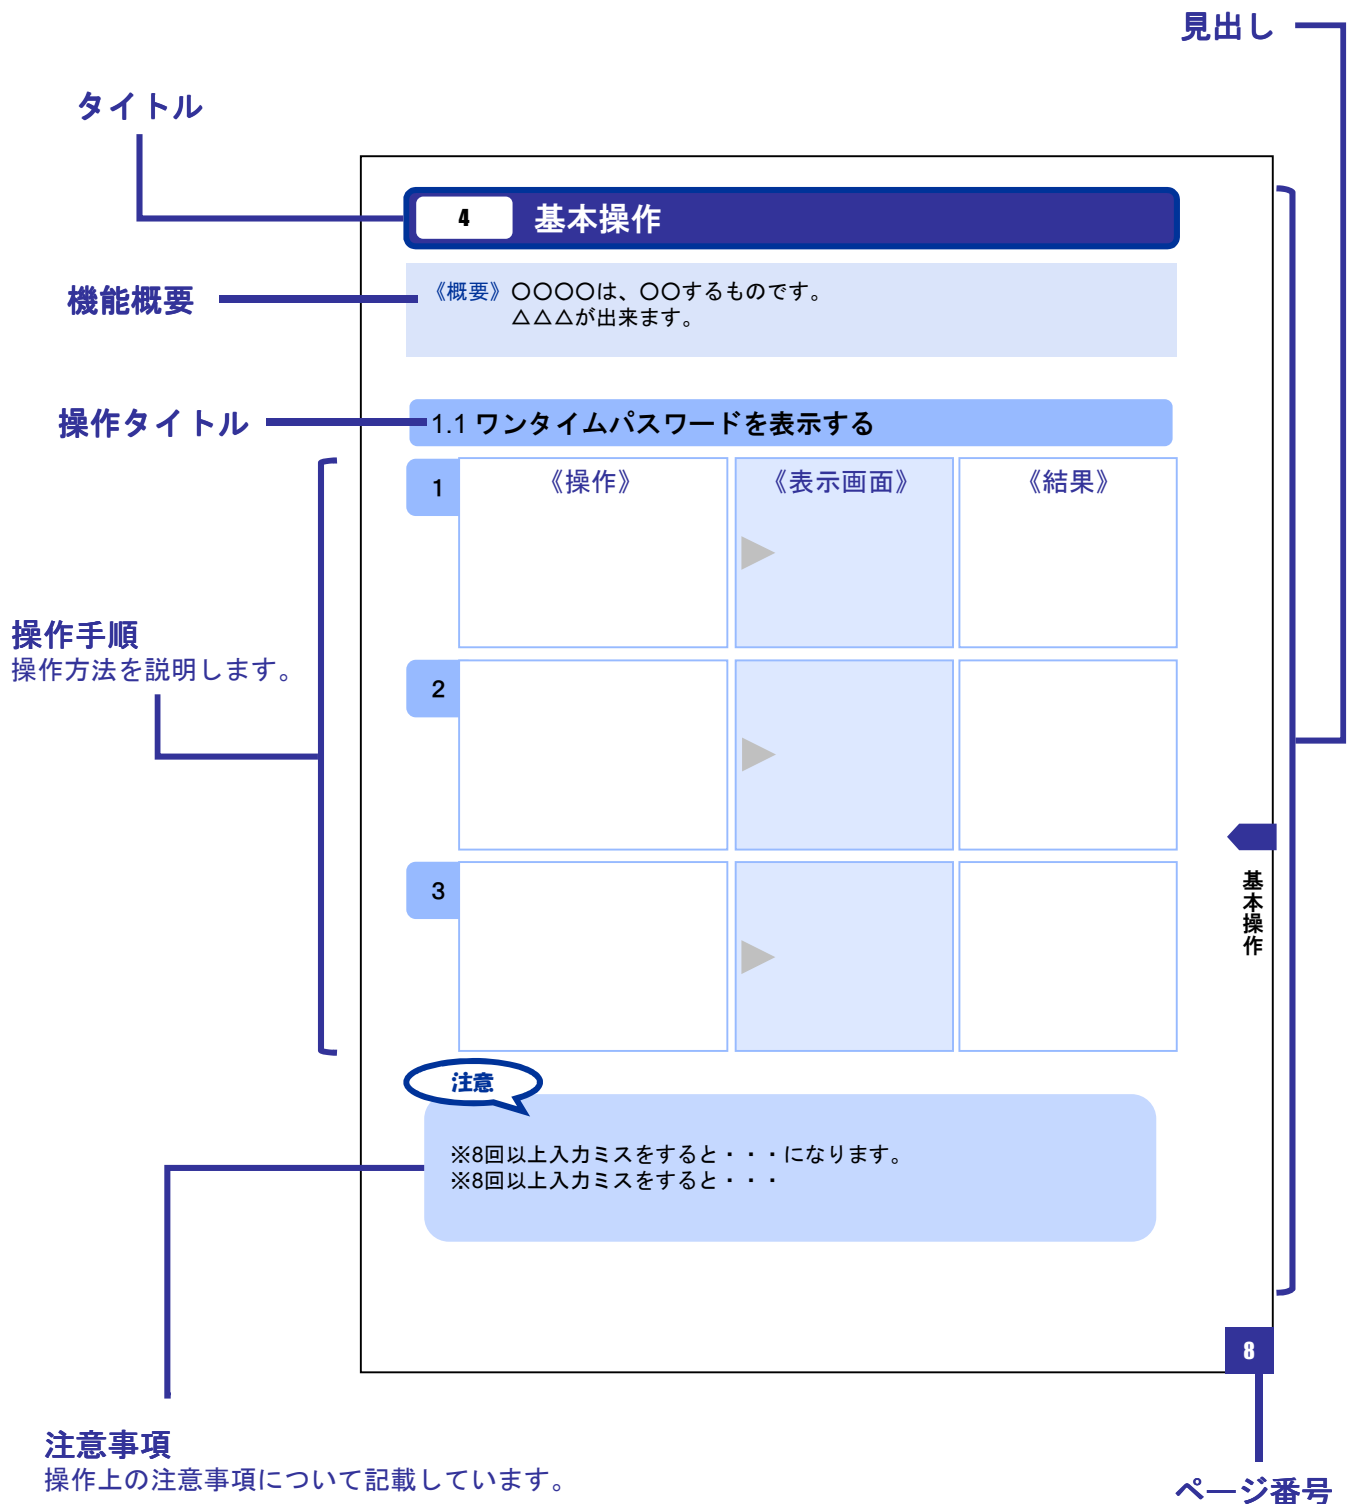 見出し
タイトル
4 基本操作
機能概要
《概要》〇〇〇〇は、〇〇するものです。
△△△が出来ます。
操作タイトル
1.1 ワンタイムパスワードを表示する
1 《操作》 《表示画面》 《結果》
操作手順
操作方法を説明します。
2
3
基本操作
注意
※8回以上入力ミスをすると・・・になります。
※8回以上入力ミスをすると・・・
8
注意事項
操作上の注意事項について記載しています。
ページ番号